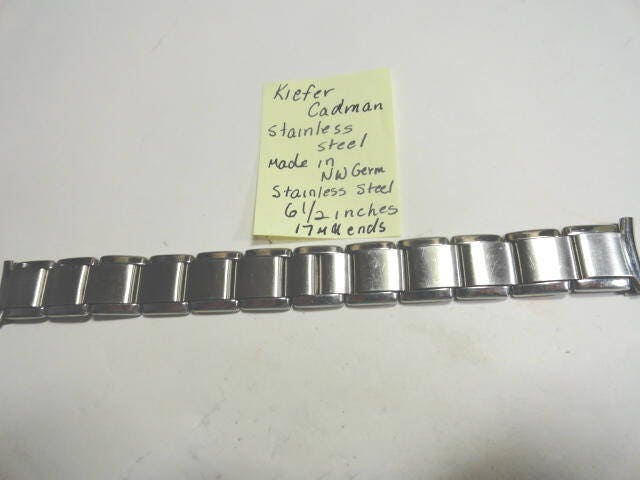 Kiefer
Cadman
Stainless
steel
Made in
NW Germ
Stainless Steel
6 1/2 inches
17 MM ends